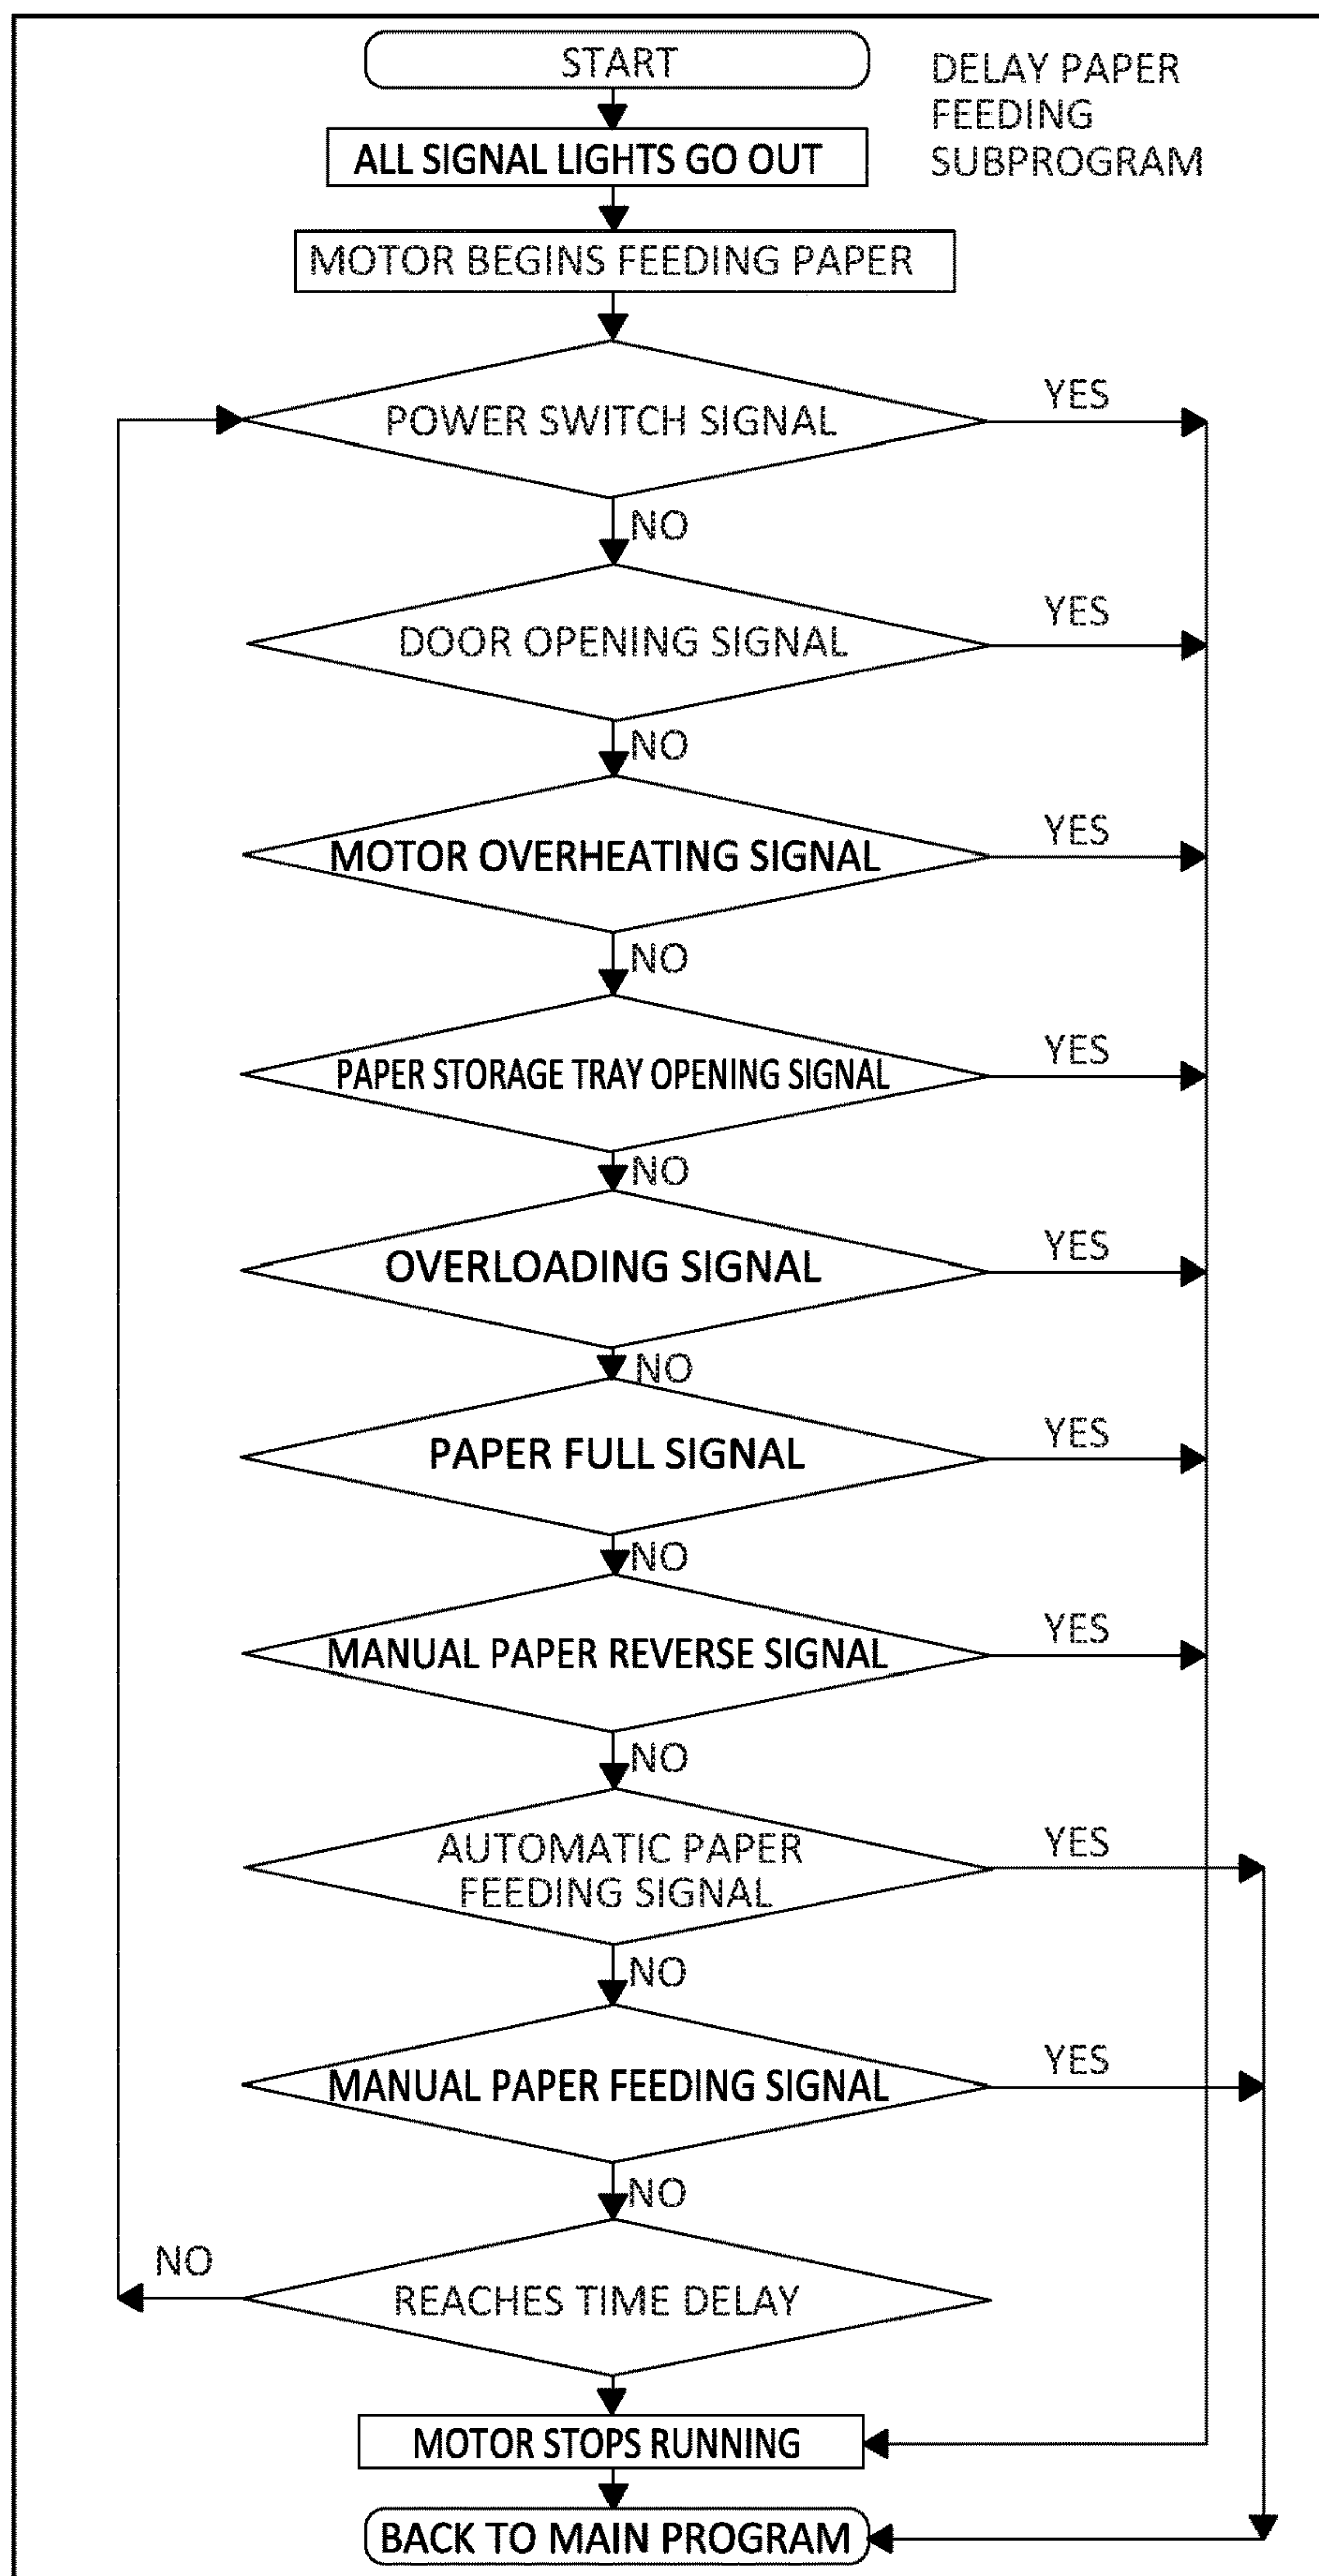 START
DELAY PAPER
FEEDING
SUBPROGRAM
ALL SIGNAL LIGHTS GO OUT
MOTOR BEGINS FEEDING PAPER
POWER SWITCH SIGNAL
YES
NO
DOOR OPENING SIGNAL
YES
NO
MOTOR OVERHEATING SIGNAL
YES
NO
PAPER STORAGE TRAY OPENING SIGNAL
YES
NO
OVERLOADING SIGNAL
YES
NO
PAPER FULL SIGNAL
YES
NO
MANUAL PAPER REVERSE SIGNAL
YES
NO
AUTOMATIC PAPER
FEEDING SIGNAL
YES
NO
MANUAL PAPER FEEDING SIGNAL
YES
NO
NO
REACHES TIME DELAY
MOTOR STOPS RUNNING
BACK TO MAIN PROGRAM